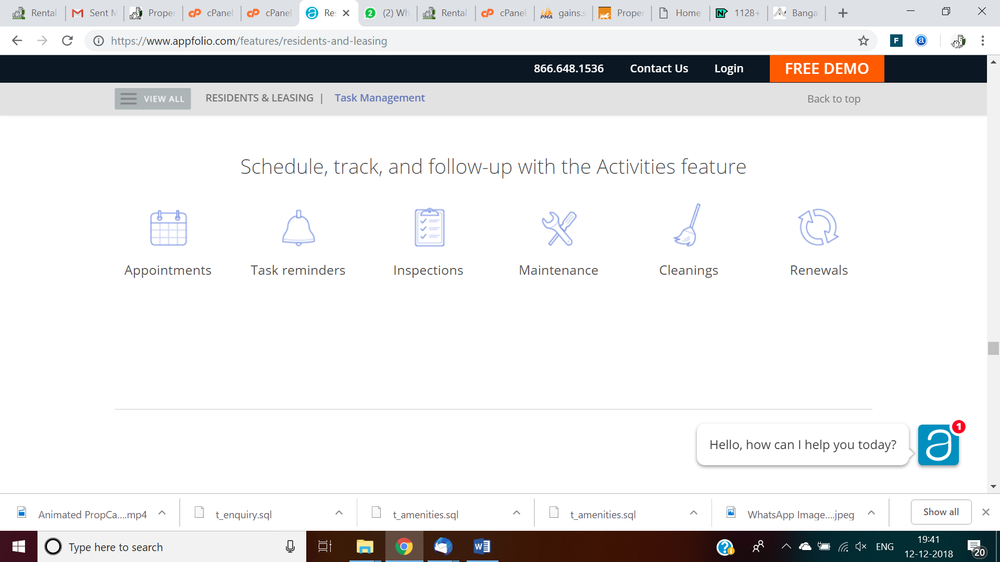 Rental
Sent M
Proper
cPanel
cPanel
Res
2
(2) Wh
Rental
cPanel
PMA
gains.s
Proper
Home
N
1128+
Banga
https://www.appfolio.com/features/residents-and-leasing
F
a
866.648.1536
Contact Us
Login
FREE DEMO
VIEW ALL
RESIDENTS & LEASING |
Task Management
Back to top
Schedule, track, and follow-up with the Activities feature
Appointments
Task reminders
Inspections
Maintenance
Cleanings
Renewals
Hello, how can I help you today?
a
1
Animated PropCa....mp4
t_enquiry.sql
t_amenities.sql
t_amenities.sql
WhatsApp Image....jpeg
Show all
Type here to search
W
ENG
19:41
12-12-2018
20